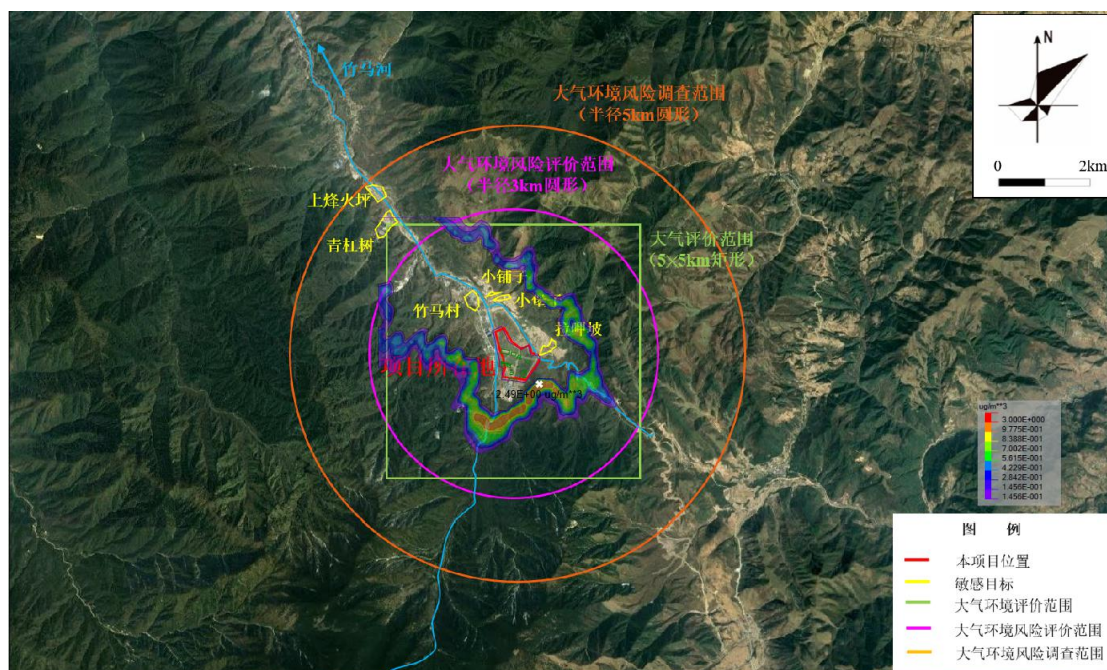 N
0
2km
竹马河
大气环境风险调查范围
(半径5km圆形)
大气环境风险评价范围
(半径3km圆形)
上烽火坪
青杠树
大气评价范围
(5×5km矩形)
小铺子
竹马村
2.49E+00 ug/m**3
ug/m**3
3.000E+000
9.775E-001
8.388E-001
7.002E-001
5.615E-001
4.229E-001
2.842E-001
1.456E-001
1.456E-001
图 例
本项目位置
敏感目标
大气环境评价范围
大气环境风险评价范围
大气环境风险调查范围